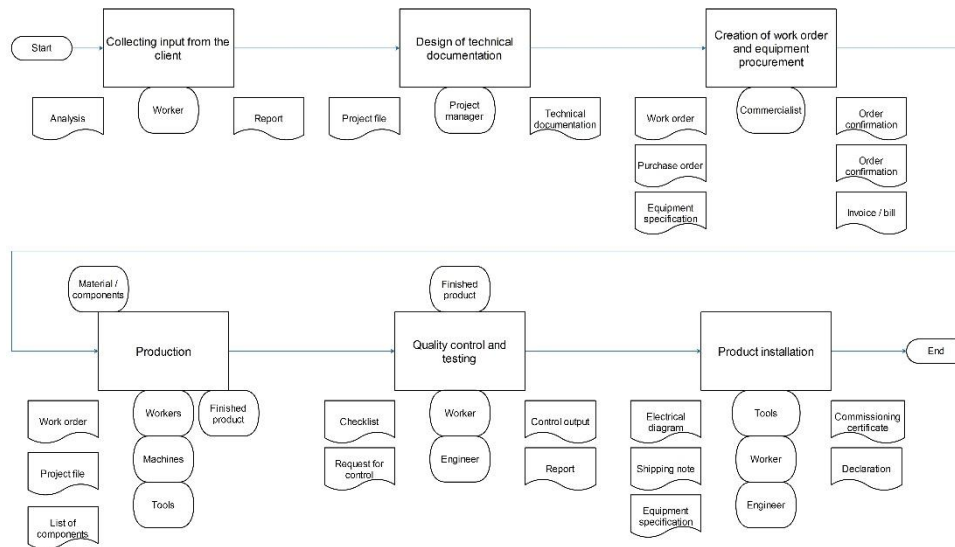 Start
Collecting input from the
client
Design of technical
documentation
Creation of work order
and equipment
procurement
Analysis
Worker
Report
Project file
Project
manager
Technical
documentation
Work order
Commercialist
Order
confirmation
Purchase order
Order
confirmation
Equipment
specification
Invoice / bill
Material /
components
Finished
product
Production
Quality control and
testing
Product installation
End
Work order
Workers
Finished
product
Checklist
Worker
Control output
Electrical
diagram
Tools
Commissioning
certificate
Project file
Machines
Request for
control
Engineer
Report
Shipping note
Worker
Declaration
List of
components
Tools
Equipment
specification
Engineer